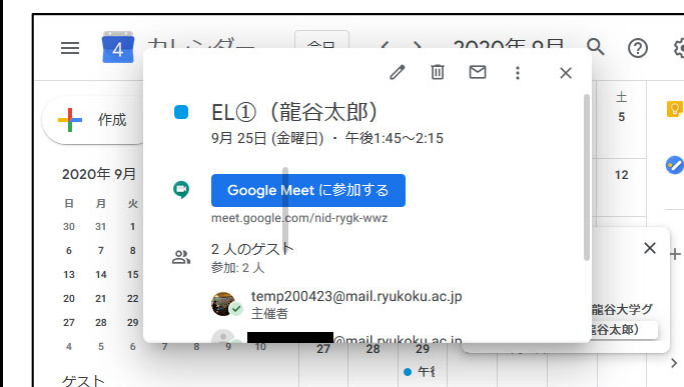 カレンダー
今日
2020年 9月
4
EL①（龍谷太郎）
9月 25日 (金曜日) ・ 午後1:45～2:15
Google Meet に参加する
meet.google.com/nid-rygk-wwz
2 人のゲスト
参加: 2 人
temp200423@mail.ryukoku.ac.jp
主催者
@mail.ryukoku.ac.jp
作成
2020年 9月
日 月 火
30 31 1
6 7 8
13 14 15
20 21 22
27 28 29
4 5 6 7 8 9 10
ゲスト
土
5
12
龍谷大学グ
谷太郎）
27 28 29